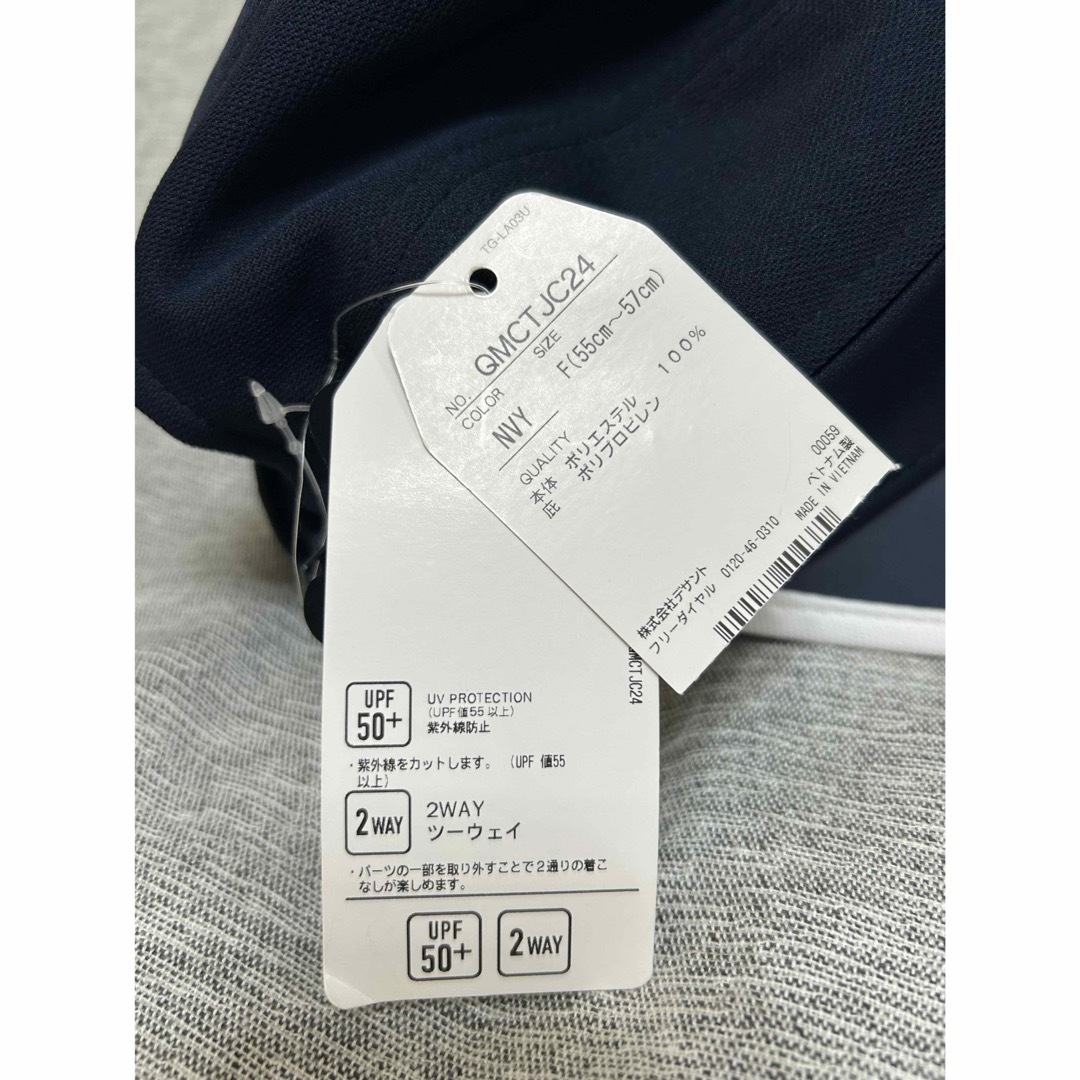 TG-LA03U
NO. QMCTJC24
COLOR SIZE
NVY F(55cm～57cm)
QUALITY
本体 ポリエステル 100%
庇 ポリプロピレン
00059
ベトナム製
MADE IN VIETNAM
株式会社デサント
フリーダイヤル 0120-46-0310
MCTJC24
UPF
50+
UV PROTECTION
(UPF値55以上)
紫外線防止
・紫外線をカットします。 (UPF 値55
以上)
2WAY
2WAY
ツーウェイ
・パーツの一部を取り外すことで2通りの着こ
なしが楽しめます。
UPF
50+
2WAY